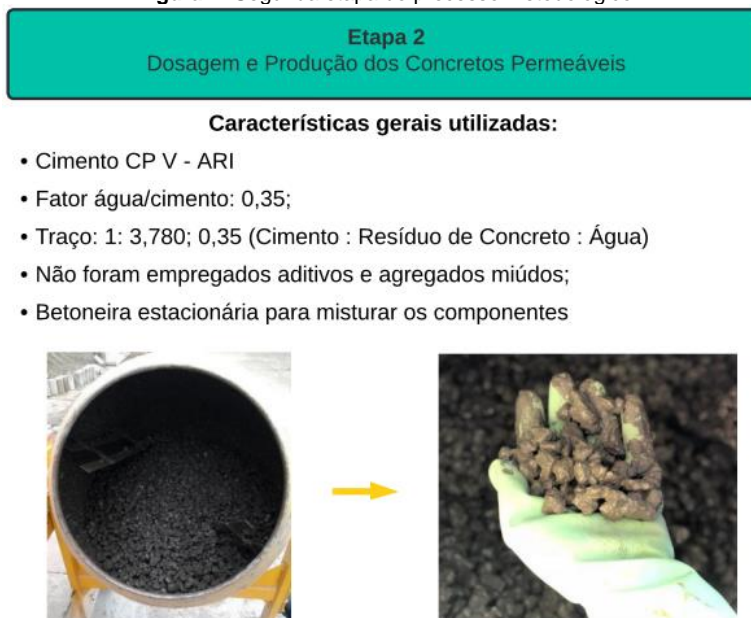 Etapa 2
Dosagem e Produção dos Concretos Permeáveis
Características gerais utilizadas:
• Cimento CP V - ARI
• Fator água/cimento: 0,35;
• Traço: 1: 3,780; 0,35 (Cimento : Resíduo de Concreto : Água)
• Não foram empregados aditivos e agregados miúdos;
• Betoneira estacionária para misturar os componentes